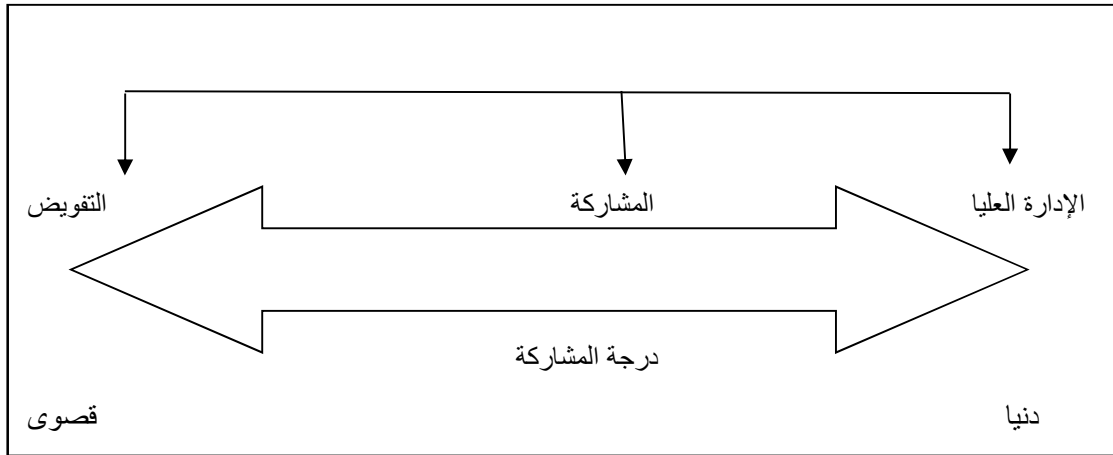 الإدارة العليا
المشاركة
التفويض
درجة المشاركة
دنيا
قصوى